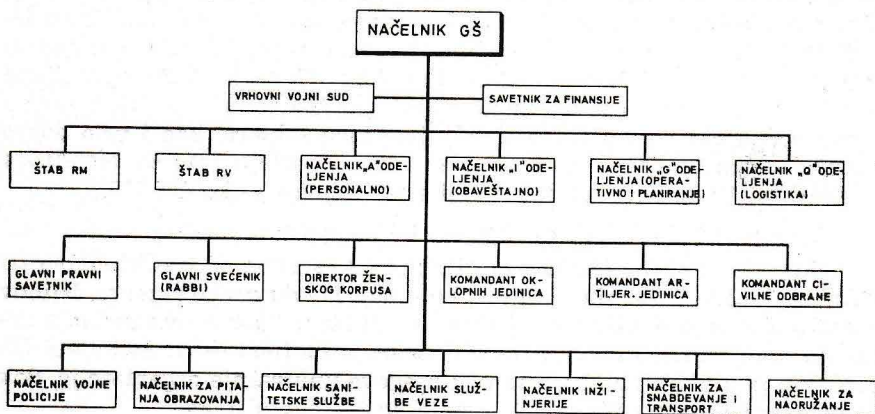 NAČELNIK GŠ
VRHOVNI VOJNI SUD
SAVETNIK ZA FINANSIJE
ŠTAB RM
ŠTAB RV
NAČELNIK „A" ODE-
LJENJA
(PERSONALNO)
NAČELNIK „I" ODE-
LJENJA
(OBAVEŠTAJNO)
NAČELNIK „G" ODE-
LJENJA (OPERA-
TIVNO I PLANIRANJE)
NAČELNIK „Q" ODE-
LJENJA
(LOGISTIKA)
GLAVNI PRAVNI
SAVETNIK
GLAVNI SVEĆENIK
(RABBI)
DIREKTOR ŽEN-
SKOG KORPUSA
KOMANDANT OK-
LOPNIH JEDINICA
KOMANDANT AR-
TILJER. JEDINICA
KOMANDANT CI-
VILNE ODBRANE
NAČELNIK VOJNE
POLICIJE
NAČELNIK ZA PITA-
NJA OBRAZOVANJA
NAČELNIK SANI-
TETSKE SLUŽBE
NAČELNIK SLUŽ-
BE VEZE
NAČELNIK INŽI-
NJERIJE
NAČELNIK ZA
SNABDEVANJE I
TRANSPORT
NAČELNIK ZA
NAORUŽANJE